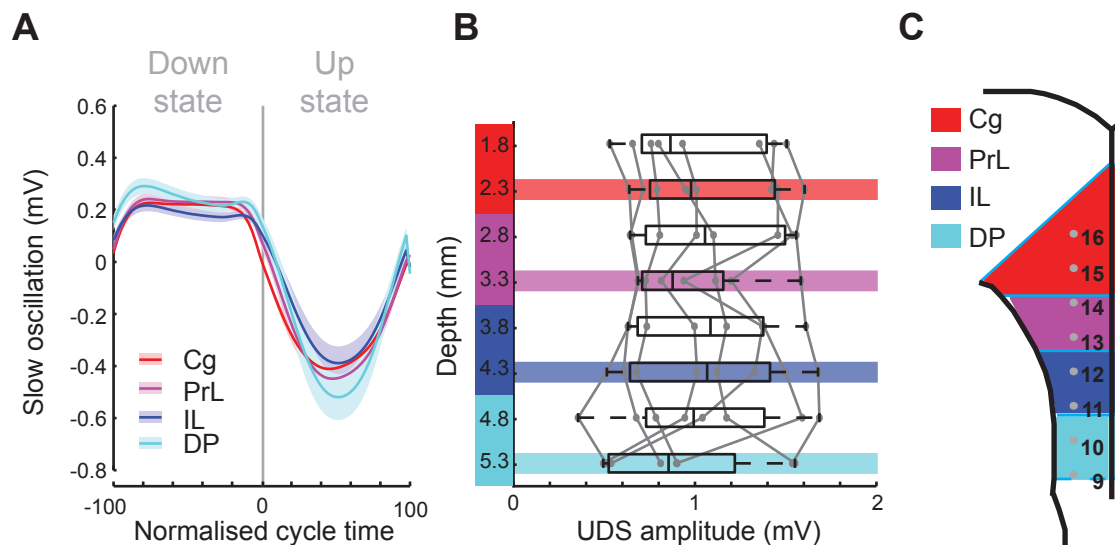 A
Down state
Up state
Slow oscillation (mV)
0.6
0.4
0.2
0
-0.2
-0.4
-0.6
-0.8
Cg
PrL
IL
DP
-100
0
100
Normalised cycle time
B
Depth (mm)
1.8
2.3
2.8
3.3
3.8
4.3
4.8
5.3
0
1
2
UDS amplitude (mV)
C
Cg
PrL
IL
DP
16
15
14
13
12
11
10
9